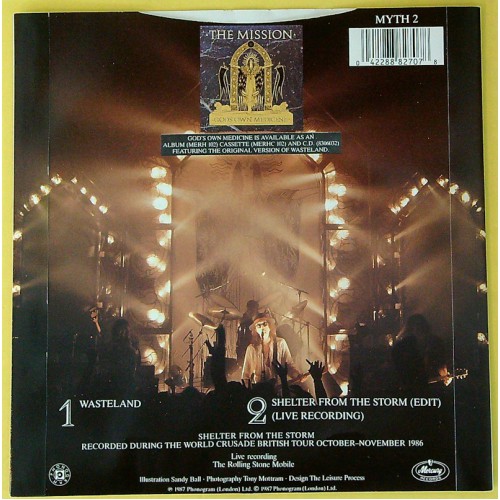 MYTH 2
0 42288 82707 8
THE MISSION
GOD'S OWN MEDICINE
GOD'S OWN MEDICINE IS AVAILABLE AS AN
ALBUM (MERH 102) CASSETTE (MERHC 102) AND C.D. (8306032)
FEATURING THE ORIGINAL VERSION OF WASTELAND.
1 WASTELAND
2 SHELTER FROM THE STORM (EDIT)
(LIVE RECORDING)
SHELTER FROM THE STORM
RECORDED DURING THE WORLD CRUSADE BRITISH TOUR OCTOBER-NOVEMBER 1986
Live recording
The Rolling Stone Mobile
Illustration Sandy Ball - Photography Tony Mottram - Design The Leisure Process
℗ 1987 Phonogram (London) Ltd. © 1987 Phonogram (London) Ltd.
Mercury